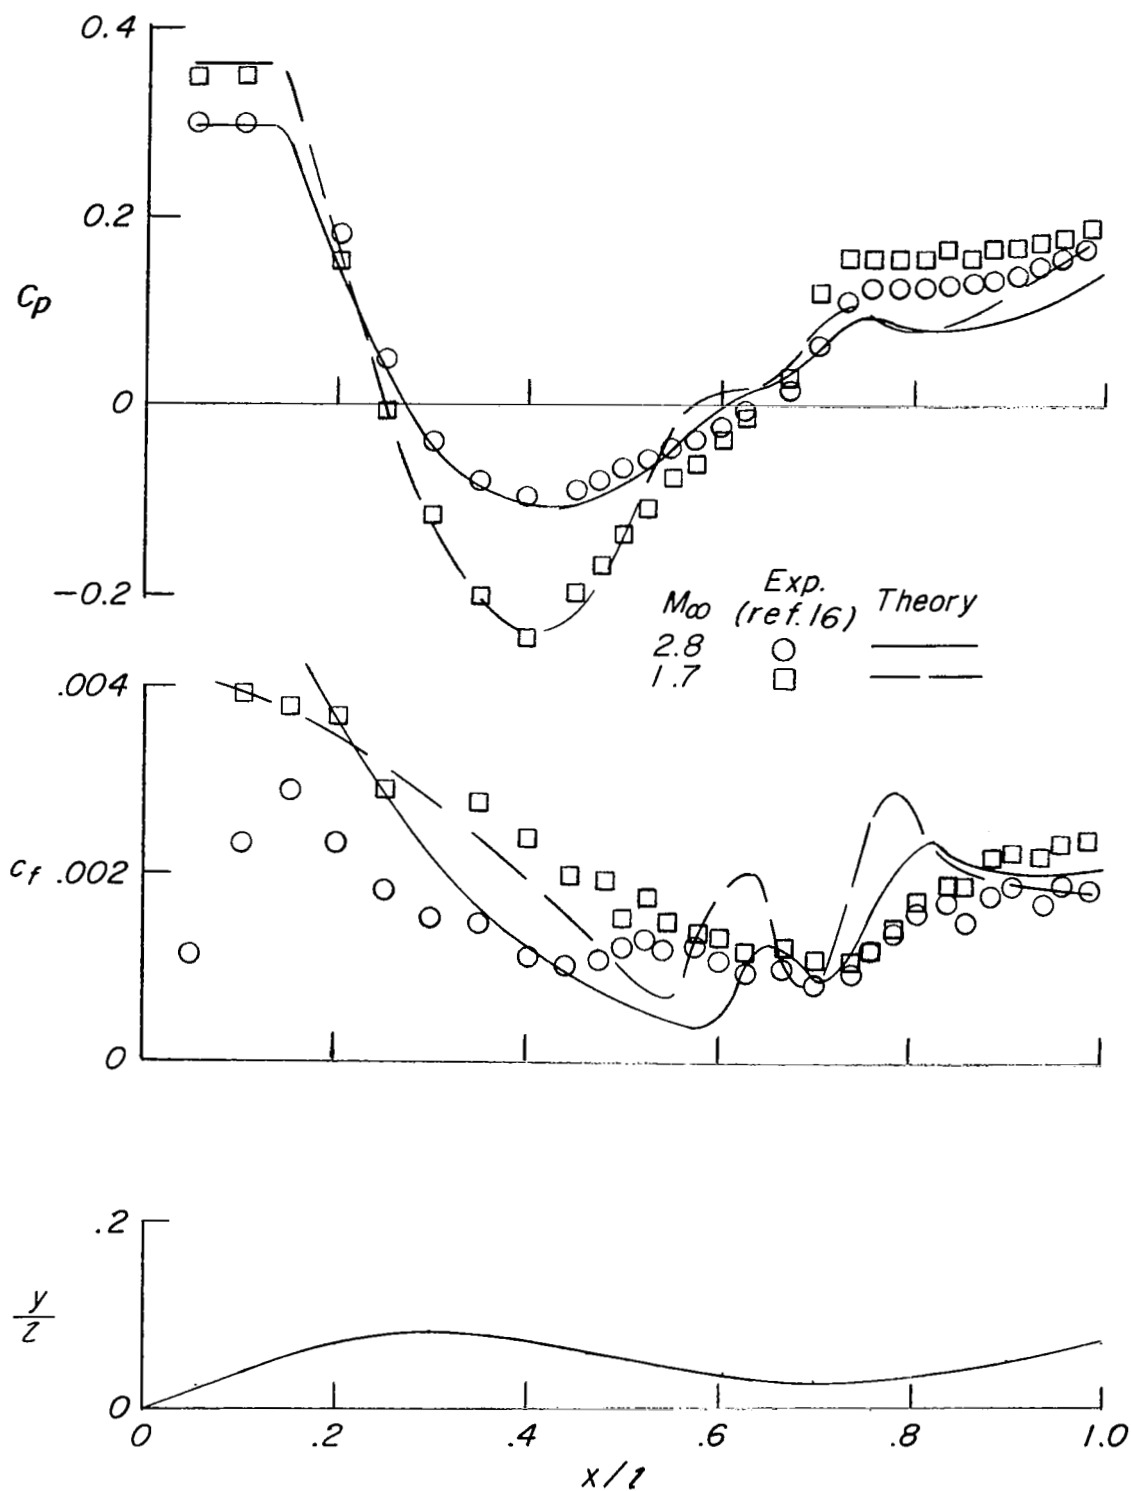 0.4
0.2
Cp
0
-0.2
M∞ Exp. (ref. 16) Theory
2.8
1.7
.004
cf .002
0
.2
y/l
0
0 .2 .4 .6 .8 1.0
x/l